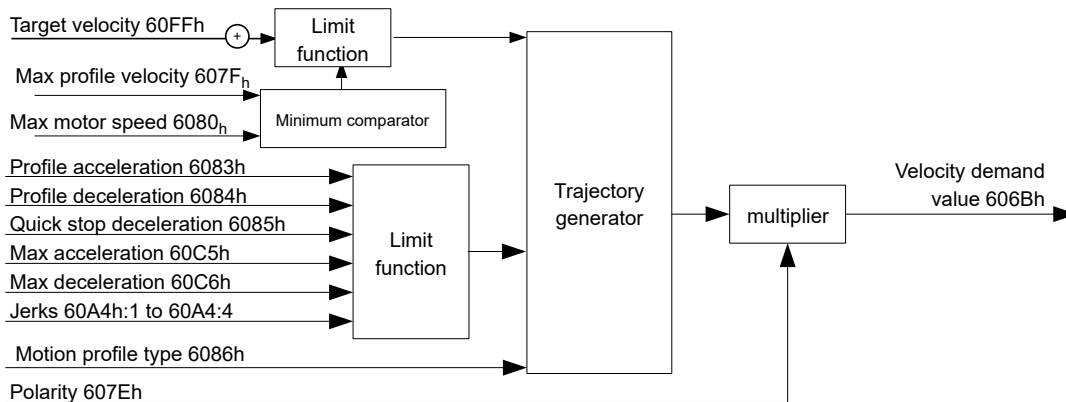 Target velocity 60FFh
+
Limit
function
Max profile velocity 607Fh
Minimum comparator
Max motor speed 6080h
Profile acceleration 6083h
Profile deceleration 6084h
Quick stop deceleration 6085h
Max acceleration 60C5h
Max deceleration 60C6h
Jerks 60A4h:1 to 60A4:4
Limit
function
Motion profile type 6086h
Polarity 607Eh
Trajectory
generator
multiplier
Velocity demand
value 606Bh